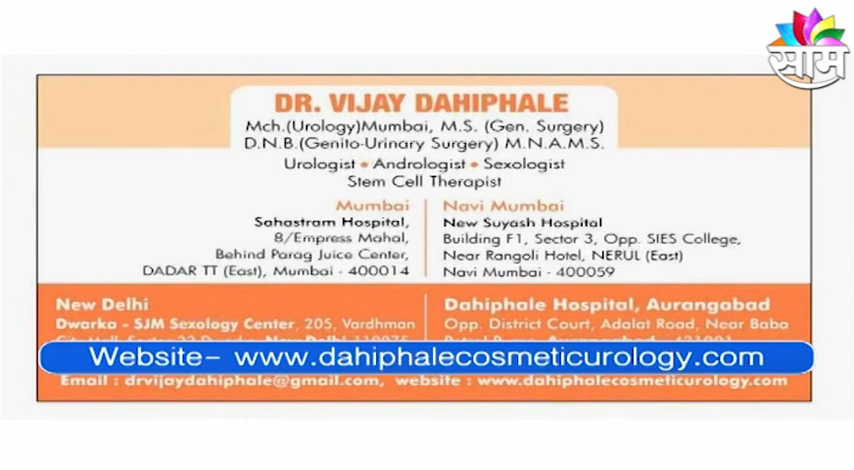 साम
DR. VIJAY DAHIPHALE
Mch.(Urology)Mumbai, M.S. (Gen. Surgery)
D.N.B.(Genito-Urinary Surgery) M.N.A.M.S.
Urologist • Andrologist • Sexologist
Stem Cell Therapist
Mumbai
Sahastram Hospital,
8/Empress Mahal,
Behind Parag Juice Center,
DADAR TT (East), Mumbai - 400014
Navi Mumbai
New Suyash Hospital
Building F1, Sector 3, Opp. SIES College,
Near Rangoli Hotel, NERUL (East)
Navi Mumbai - 400059
New Delhi
Dwarka - SJM Sexology Center, 205, Vardhman
Dahiphale Hospital, Aurangabad
Opp. District Court, Adalat Road, Near Baba
Website- www.dahiphalecosmeticurology.com
Email : drvijaydahiphale@gmail.com, website : www.dahiphalecosmeticurology.com